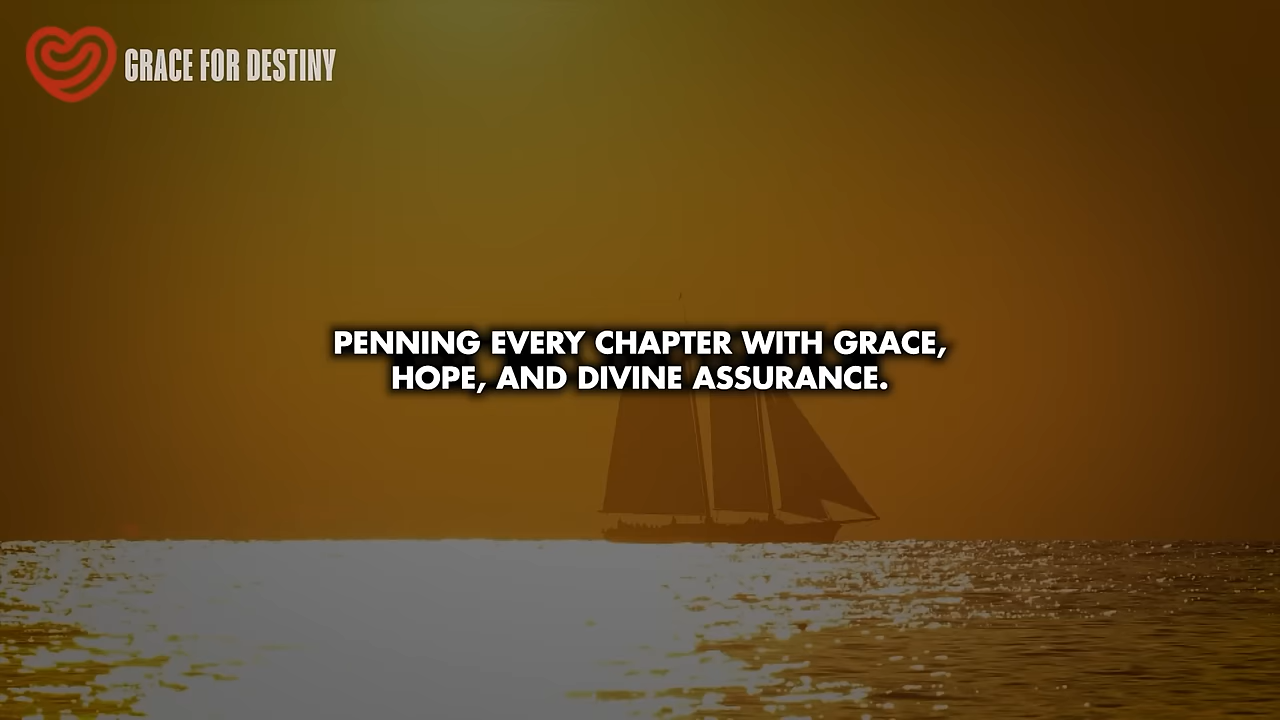 GRACE FOR DESTINY
PENNING EVERY CHAPTER WITH GRACE,
HOPE, AND DIVINE ASSURANCE.